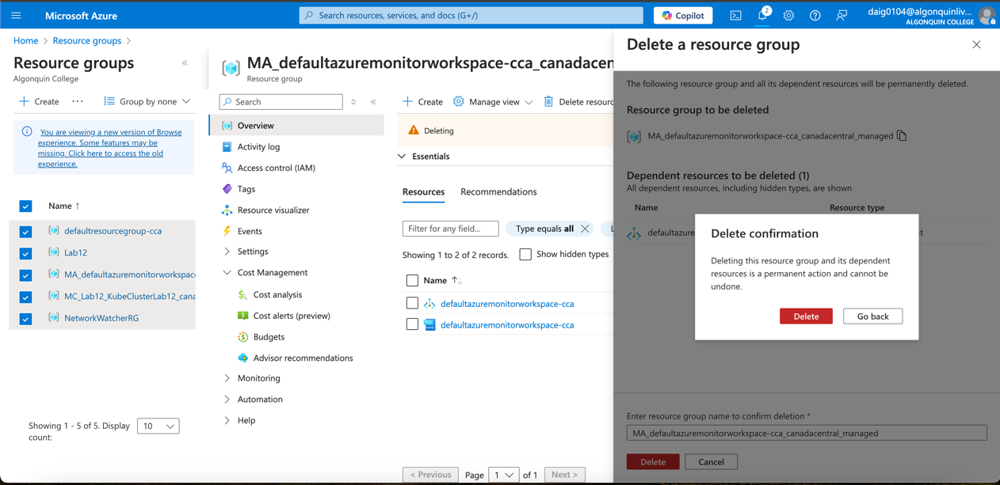 Microsoft Azure
Search resources, services, and docs (G+/)
Copilot
2
daig0104@algonquinliv...
ALGONQUIN COLLEGE
Home > Resource groups >
Resource groups
Algonquin College
Create
Group by none
You are viewing a new version of Browse
experience. Some features may be
missing. Click here to access the old
experience.
Name ↑
defaultresourcegroup-cca
Lab12
MA_defaultazuremonitorworkspace
MC_Lab12_KubeClusterLab12_cana
NetworkWatcherRG
Showing 1 - 5 of 5. Display
count:
10
MA_defaultazuremonitorworkspace-cca_canadacen
Resource group
Search
Overview
Activity log
Access control (IAM)
Tags
Resource visualizer
Events
Settings
Cost Management
Cost analysis
Cost alerts (preview)
Budgets
Advisor recommendations
Monitoring
Automation
Help
Create
Manage view
Delete resourc
Deleting
Essentials
Resources
Recommendations
Filter for any field...
Type equals all
L
Showing 1 to 2 of 2 records.
Show hidden types
Name ↑↓
defaultazuremonitorworkspace-cca
defaultazuremonitorworkspace-cca
< Previous
Page
1
of 1
Next >
Delete a resource group
The following resource group and all its dependent resources will be permanently deleted.
Resource group to be deleted
MA_defaultazuremonitorworkspace-cca_canadacentral_managed
Dependent resources to be deleted (1)
All dependent resources, including hidden types, are shown
Name
Resource type
defaultazure
t
Delete confirmation
Deleting this resource group and its dependent
resources is a permanent action and cannot be
undone.
Delete
Go back
Enter resource group name to confirm deletion *
MA_defaultazuremonitorworkspace-cca_canadacentral_managed
Delete
Cancel